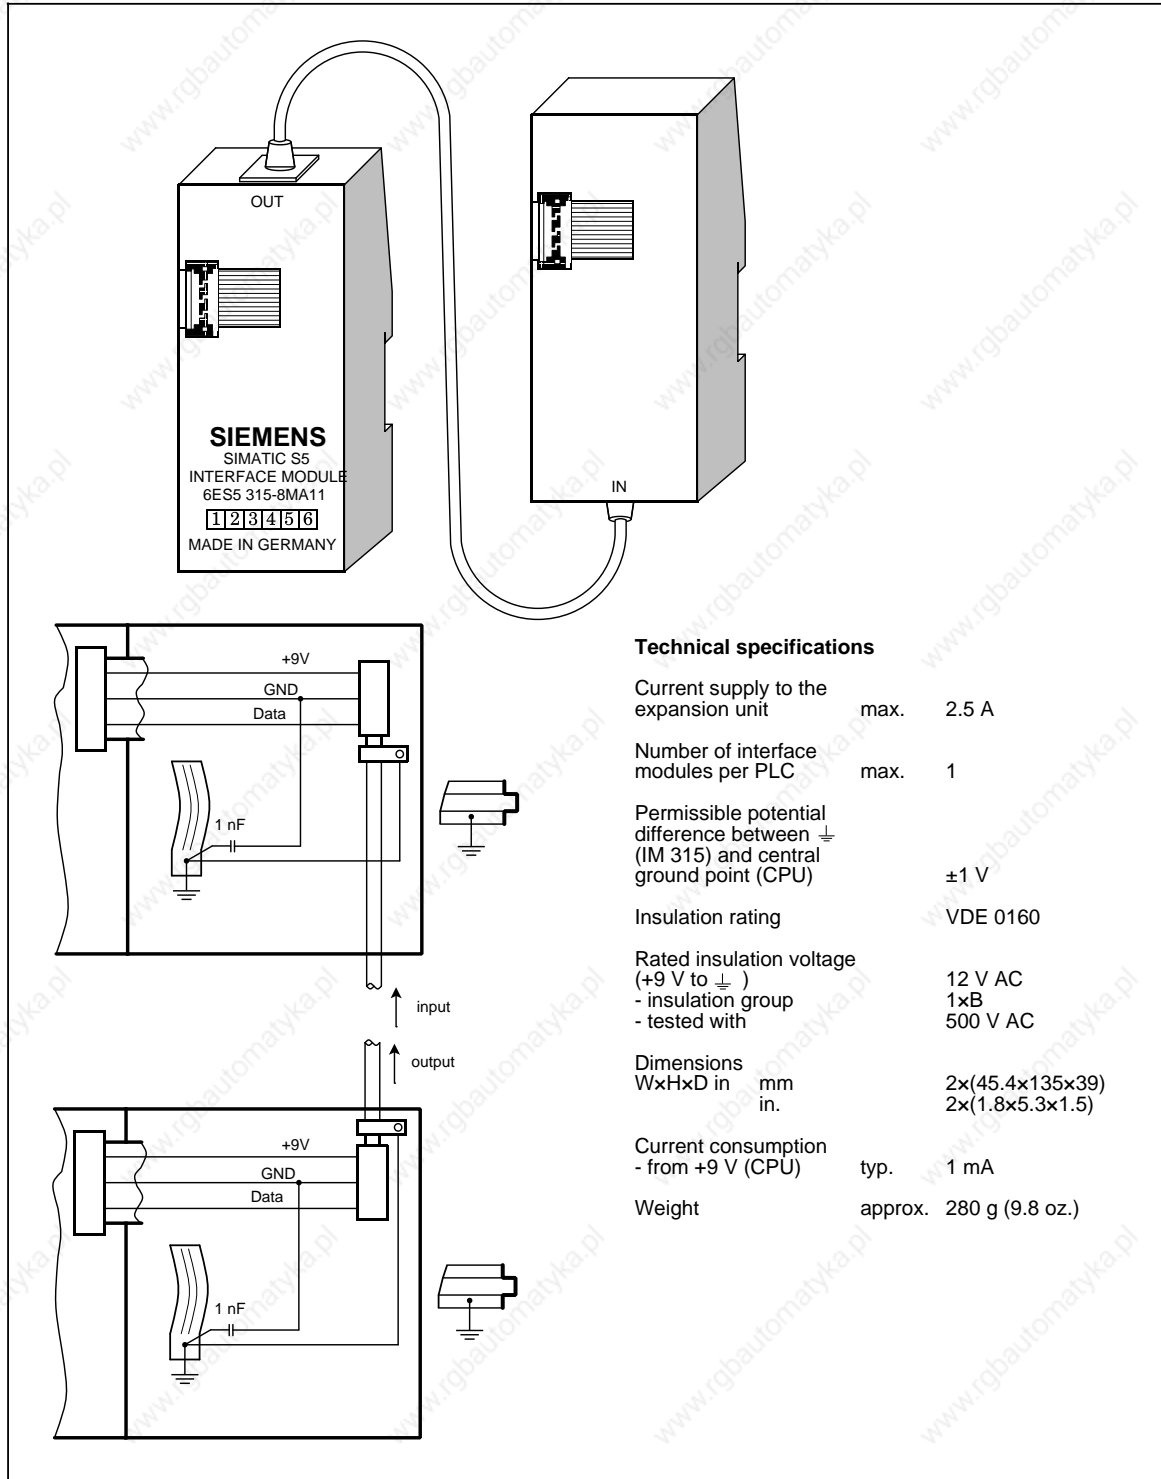 OUT
SIEMENS
SIMATIC S5
INTERFACE MODULE
6ES5 315-8MA11
1 2 3 4 5 6
MADE IN GERMANY
IN
+9V
GND
Data
1 nF
input
output
+9V
GND
Data
1 nF
Technical specifications
Current supply to the
expansion unit max. 2.5 A
Number of interface
modules per PLC max. 1
Permissible potential
difference between ⏚
(IM 315) and central
ground point (CPU) ±1 V
Insulation rating VDE 0160
Rated insulation voltage
(+9 V to ⏚ ) 12 V AC
- insulation group 1×B
- tested with 500 V AC
Dimensions
W×H×D in mm 2×(45.4×135×39)
in. 2×(1.8×5.3×1.5)
Current consumption
- from +9 V (CPU) typ. 1 mA
Weight approx. 280 g (9.8 oz.)
www.rgbautomatyka.pl